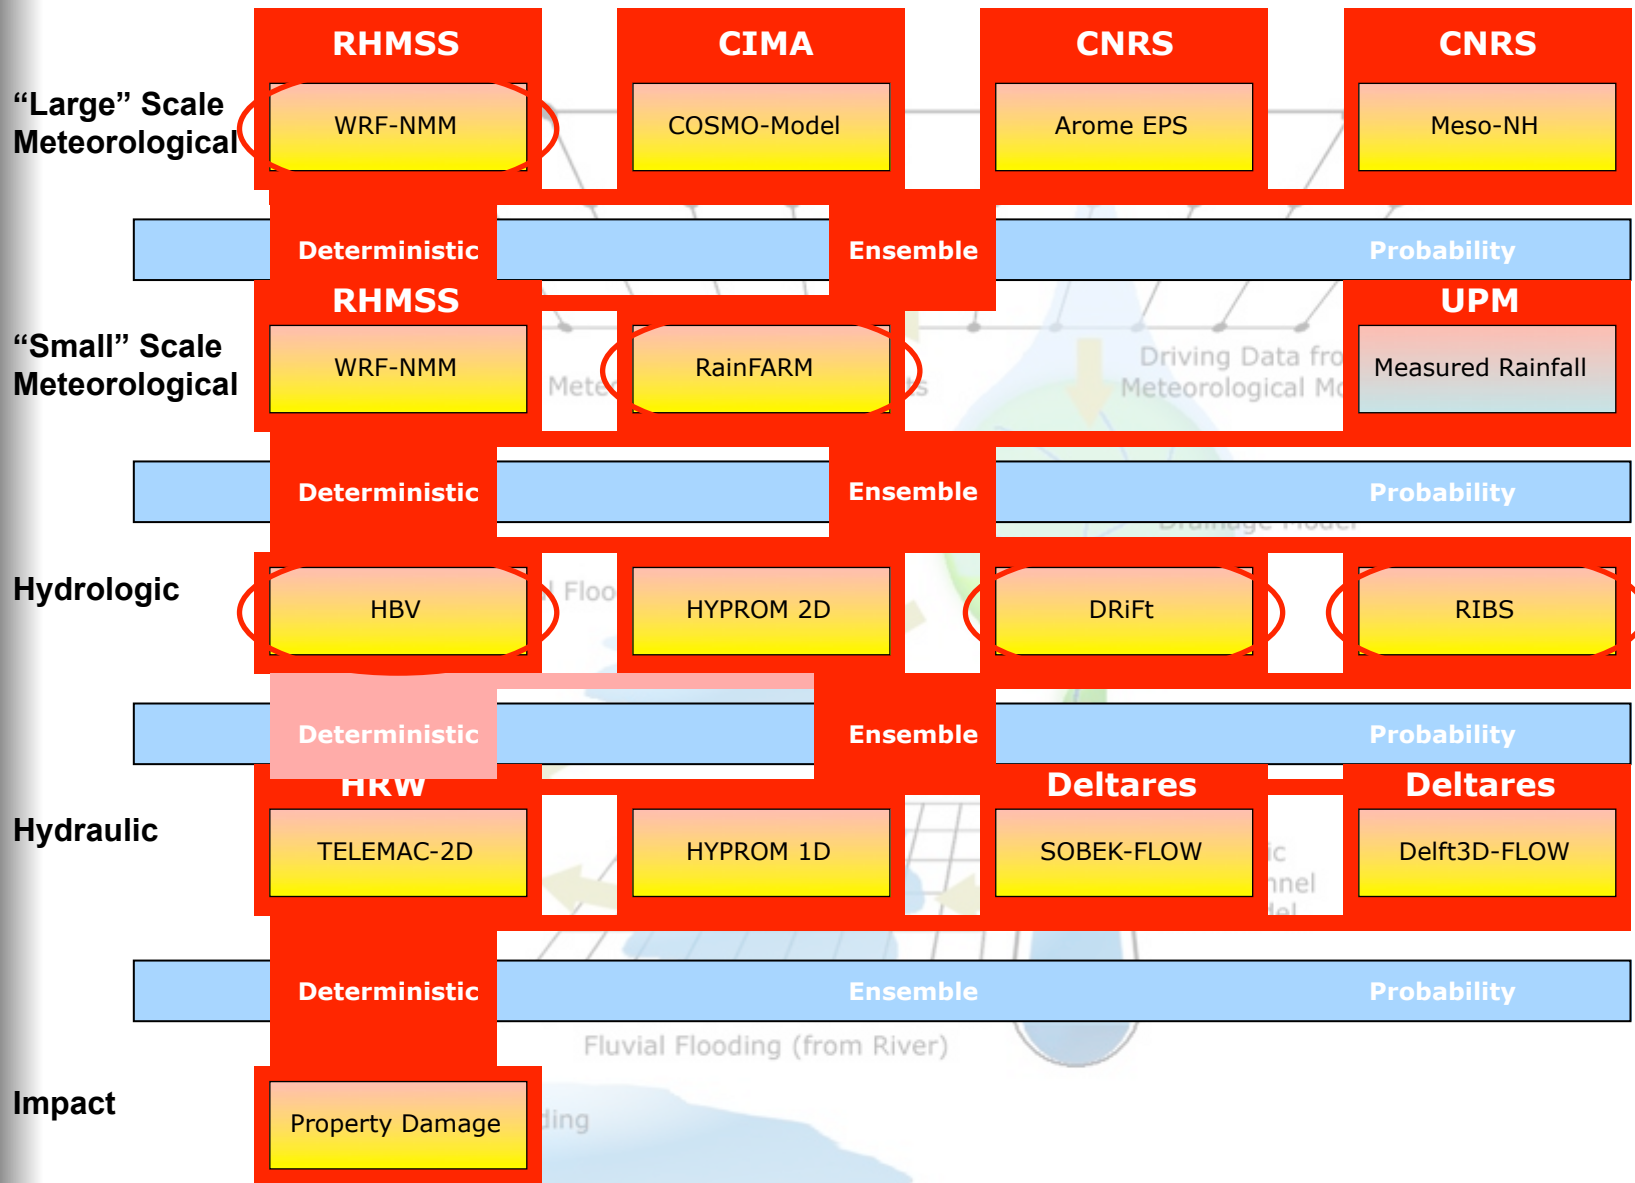 RHMSS CIMA CNRS CNRS
“Large” Scale
Meteorological
WRF-NMM COSMO-Model Arome EPS Meso-NH
Deterministic Ensemble Probability
RHMSS UPM
“Small” Scale
Meteorological
WRF-NMM RainFARM Measured Rainfall
Driving Data
Meteorological
Deterministic Ensemble Probability
Drainage Model
Hydrologic
HBV HYPROM 2D DRiFt RIBS
Deterministic Ensemble Probability
HRW Deltares Deltares
Hydraulic
TELEMAC-2D HYPROM 1D SOBEK-FLOW Delft3D-FLOW
Deterministic Ensemble Probability
Fluvial Flooding (from River)
Impact
Property Damage